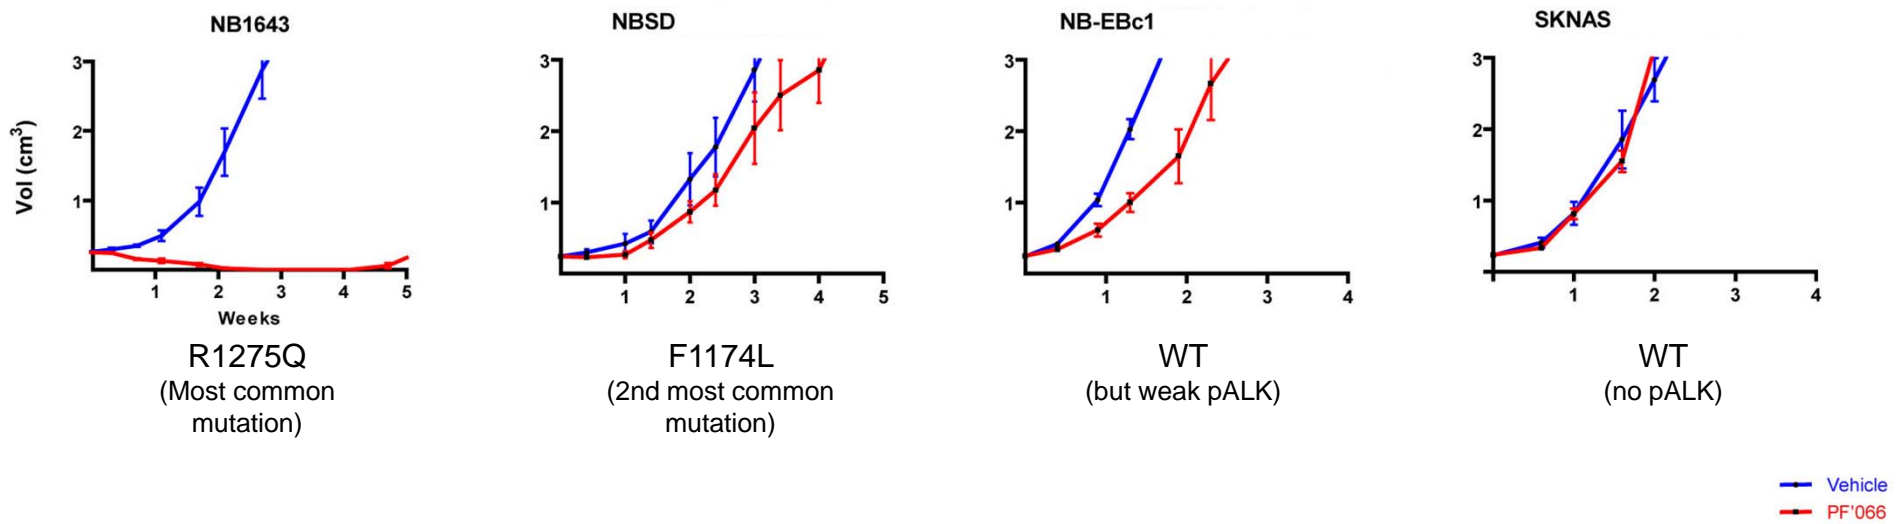 NB1643
NBSD
NB-EBc1
SKNAS
Vol (cm³)
3
2
1
1 2 3 4 5
Weeks
3
2
1
1 2 3 4 5
3
2
1
1 2 3 4
3
2
1
1 2 3 4
R1275Q
(Most common
mutation)
F1174L
(2nd most common
mutation)
WT
(but weak pALK)
WT
(no pALK)
Vehicle
PF'066